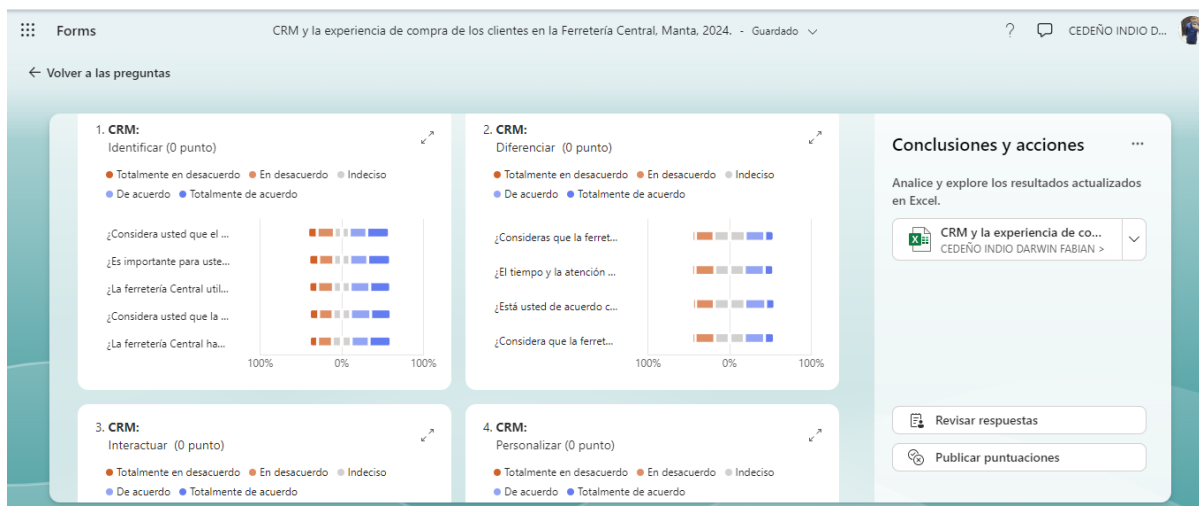 Forms
CRM y la experiencia de compra de los clientes en la Ferretería Central, Manta, 2024. - Guardado
? CEDEÑO INDIO D...
← Volver a las preguntas
1. CRM:
Identificar (0 punto)
Totalmente en desacuerdo En desacuerdo Indeciso
De acuerdo Totalmente de acuerdo
¿Considera usted que el ...
¿Es importante para uste...
¿La ferretería Central util...
¿Considera usted que la ...
¿La ferretería Central ha...
100% 0% 100%
2. CRM:
Diferenciar (0 punto)
Totalmente en desacuerdo En desacuerdo Indeciso
De acuerdo Totalmente de acuerdo
¿Consideras que la ferret...
¿El tiempo y la atención ...
¿Está usted de acuerdo c...
¿Considera que la ferret...
100% 0% 100%
3. CRM:
Interactuar (0 punto)
Totalmente en desacuerdo En desacuerdo Indeciso
De acuerdo Totalmente de acuerdo
4. CRM:
Personalizar (0 punto)
Totalmente en desacuerdo En desacuerdo Indeciso
De acuerdo Totalmente de acuerdo
Conclusiones y acciones ...
Analice y explore los resultados actualizados
en Excel.
CRM y la experiencia de co...
CEDEÑO INDIO DARWIN FABIAN >
Revisar respuestas
Publicar puntuaciones